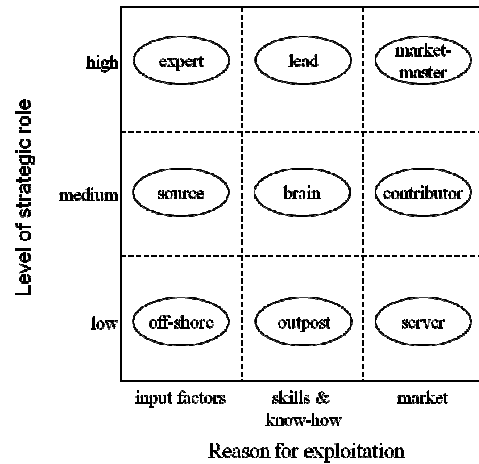 Level of strategic role
high
expert
lead
market-
master
medium
source
brain
contributor
low
off-shore
outpost
server
input factors
skills &
know-how
market
Reason for exploitation